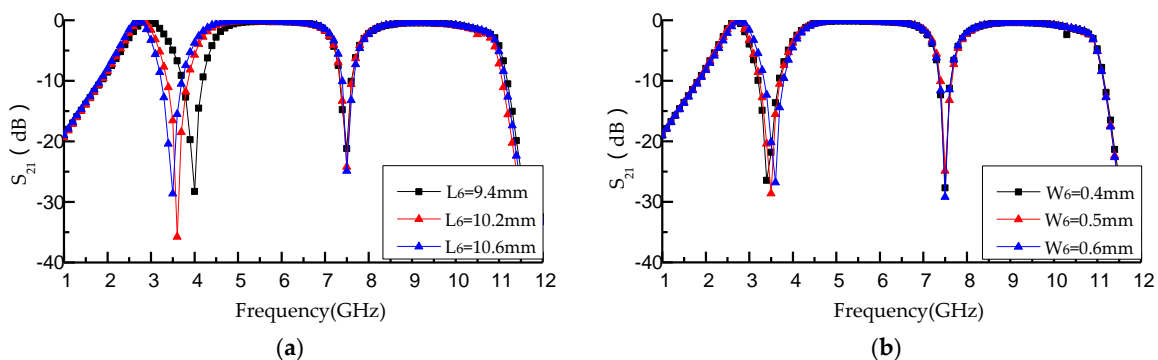 0
-10
-20
-30
-40
S21 ( dB )
L6=9.4mm
L6=10.2mm
L6=10.6mm
1 2 3 4 5 6 7 8 9 10 11 12
Frequency(GHz)
(a)
0
-10
-20
-30
-40
S21 ( dB )
W6=0.4mm
W6=0.5mm
W6=0.6mm
1 2 3 4 5 6 7 8 9 10 11 12
Frequency(GHz)
(b)